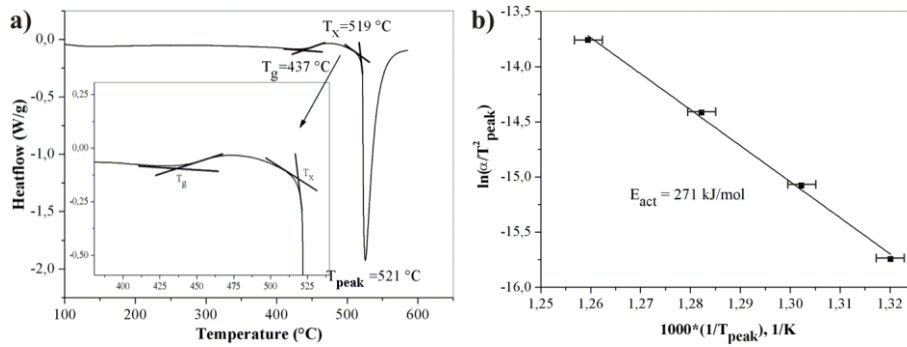 a)
T_x=519 °C
T_g=437 °C
T_peak=521 °C
0,0
-0,5
-1,0
-1,5
-2,0
Heatflow (W/g)
100 200 300 400 500 600
Temperature (°C)
0,25
0,00
-0,25
-0,50
T_g
T_x
400 425 450 475 500 525
b)
-13,5
-14,0
-14,5
-15,0
-15,5
-16,0
ln(α/T²_peak)
E_act = 271 kJ/mol
1,25 1,26 1,27 1,28 1,29 1,30 1,31 1,32
1000*(1/T_peak), 1/K